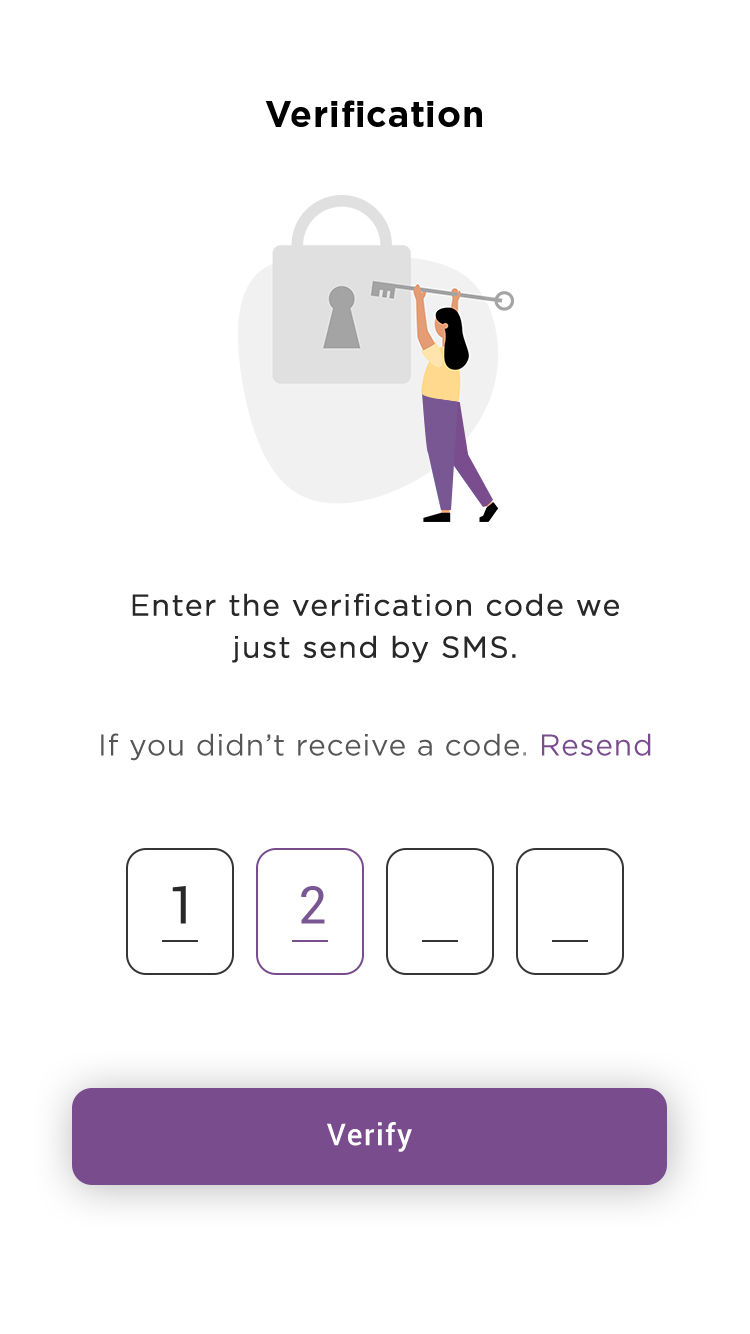 Verification
Enter the verification code we
just send by SMS.
If you didn’t receive a code. Resend
1 2 _ _
Verify